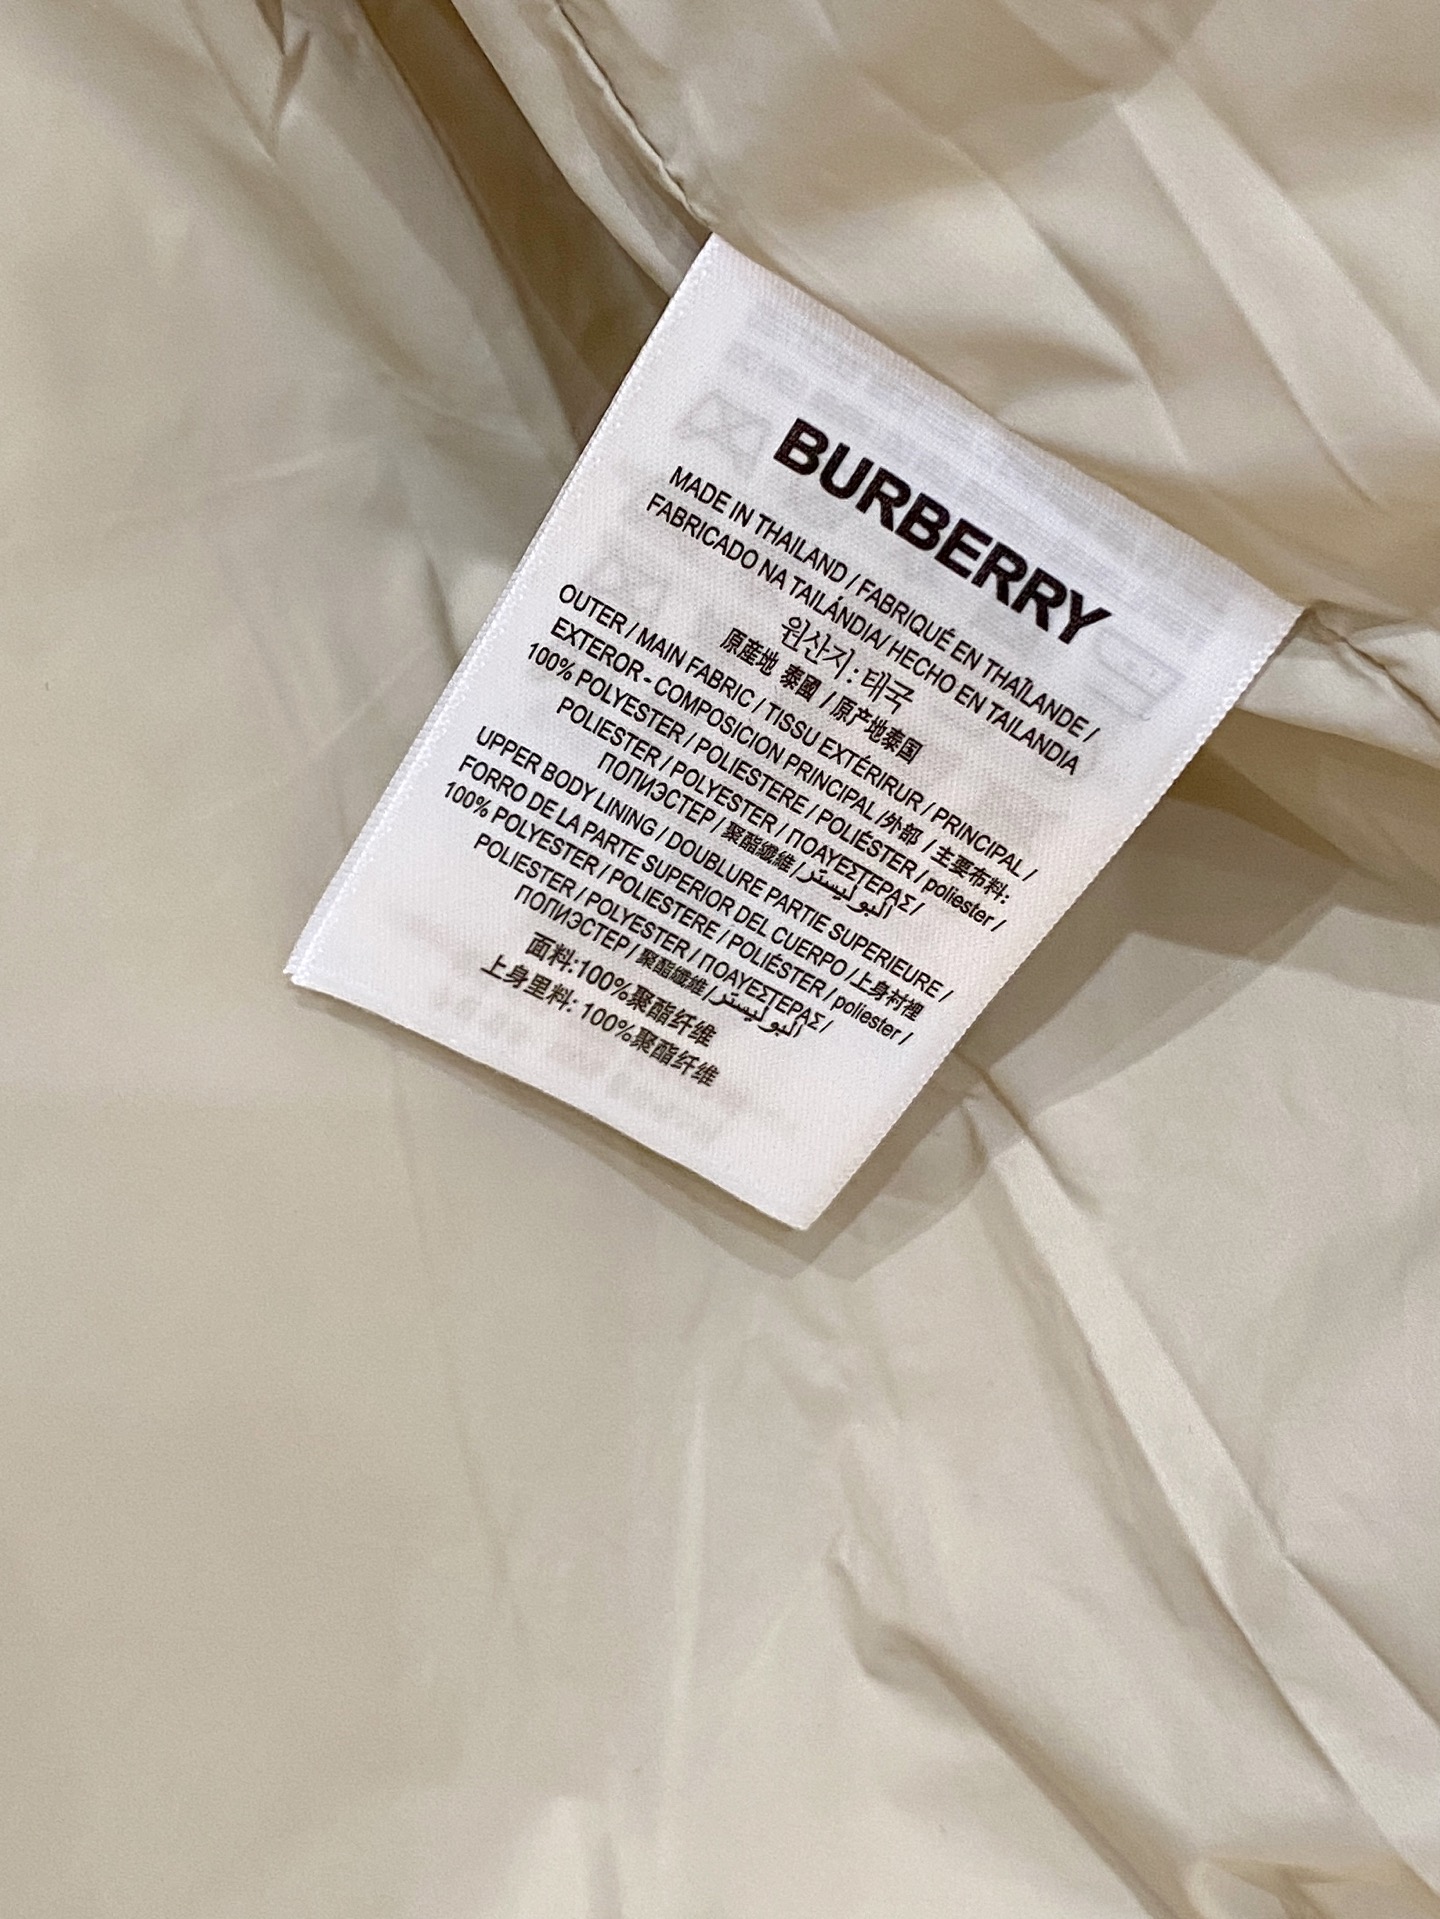 BURBERRY
MADE IN THAILAND / FABRIQUÉ EN THAÏLANDE /
FABRICADO NA TAILÁNDIA/ HECHO EN TAILANDIA
원산지 : 태국
原産地 泰國 / 原产地泰国
OUTER / MAIN FABRIC / TISSU EXTÉRIRUR / PRINCIPAL /
EXTEROR - COMPOSICION PRINCIPAL /外部 / 主要布料:
100% POLYESTER / POLIESTERE / POLIÉSTER / poliester /
POLIESTER / POLYESTER / ΠΟΛΥΕΣΤΕΡΑΣ /
ПОПИЭСТЕР / 聚酯纖維 / البوليستر
UPPER BODY LINING / DOUBLURE PARTIE SUPERIEURE /
FORRO DE LA PARTE SUPERIOR DEL CUERPO /上身衬裡
100% POLYESTER / POLIESTERE / POLIÉSTER / poliester /
POLIESTER / POLYESTER / ΠΟΛΥΕΣΤΕΡΑΣ /
ПОПИЭСТЕР / 聚酯纖維 / البوليستر
面料:100%聚酯纤维
上身里料: 100%聚酯纤维